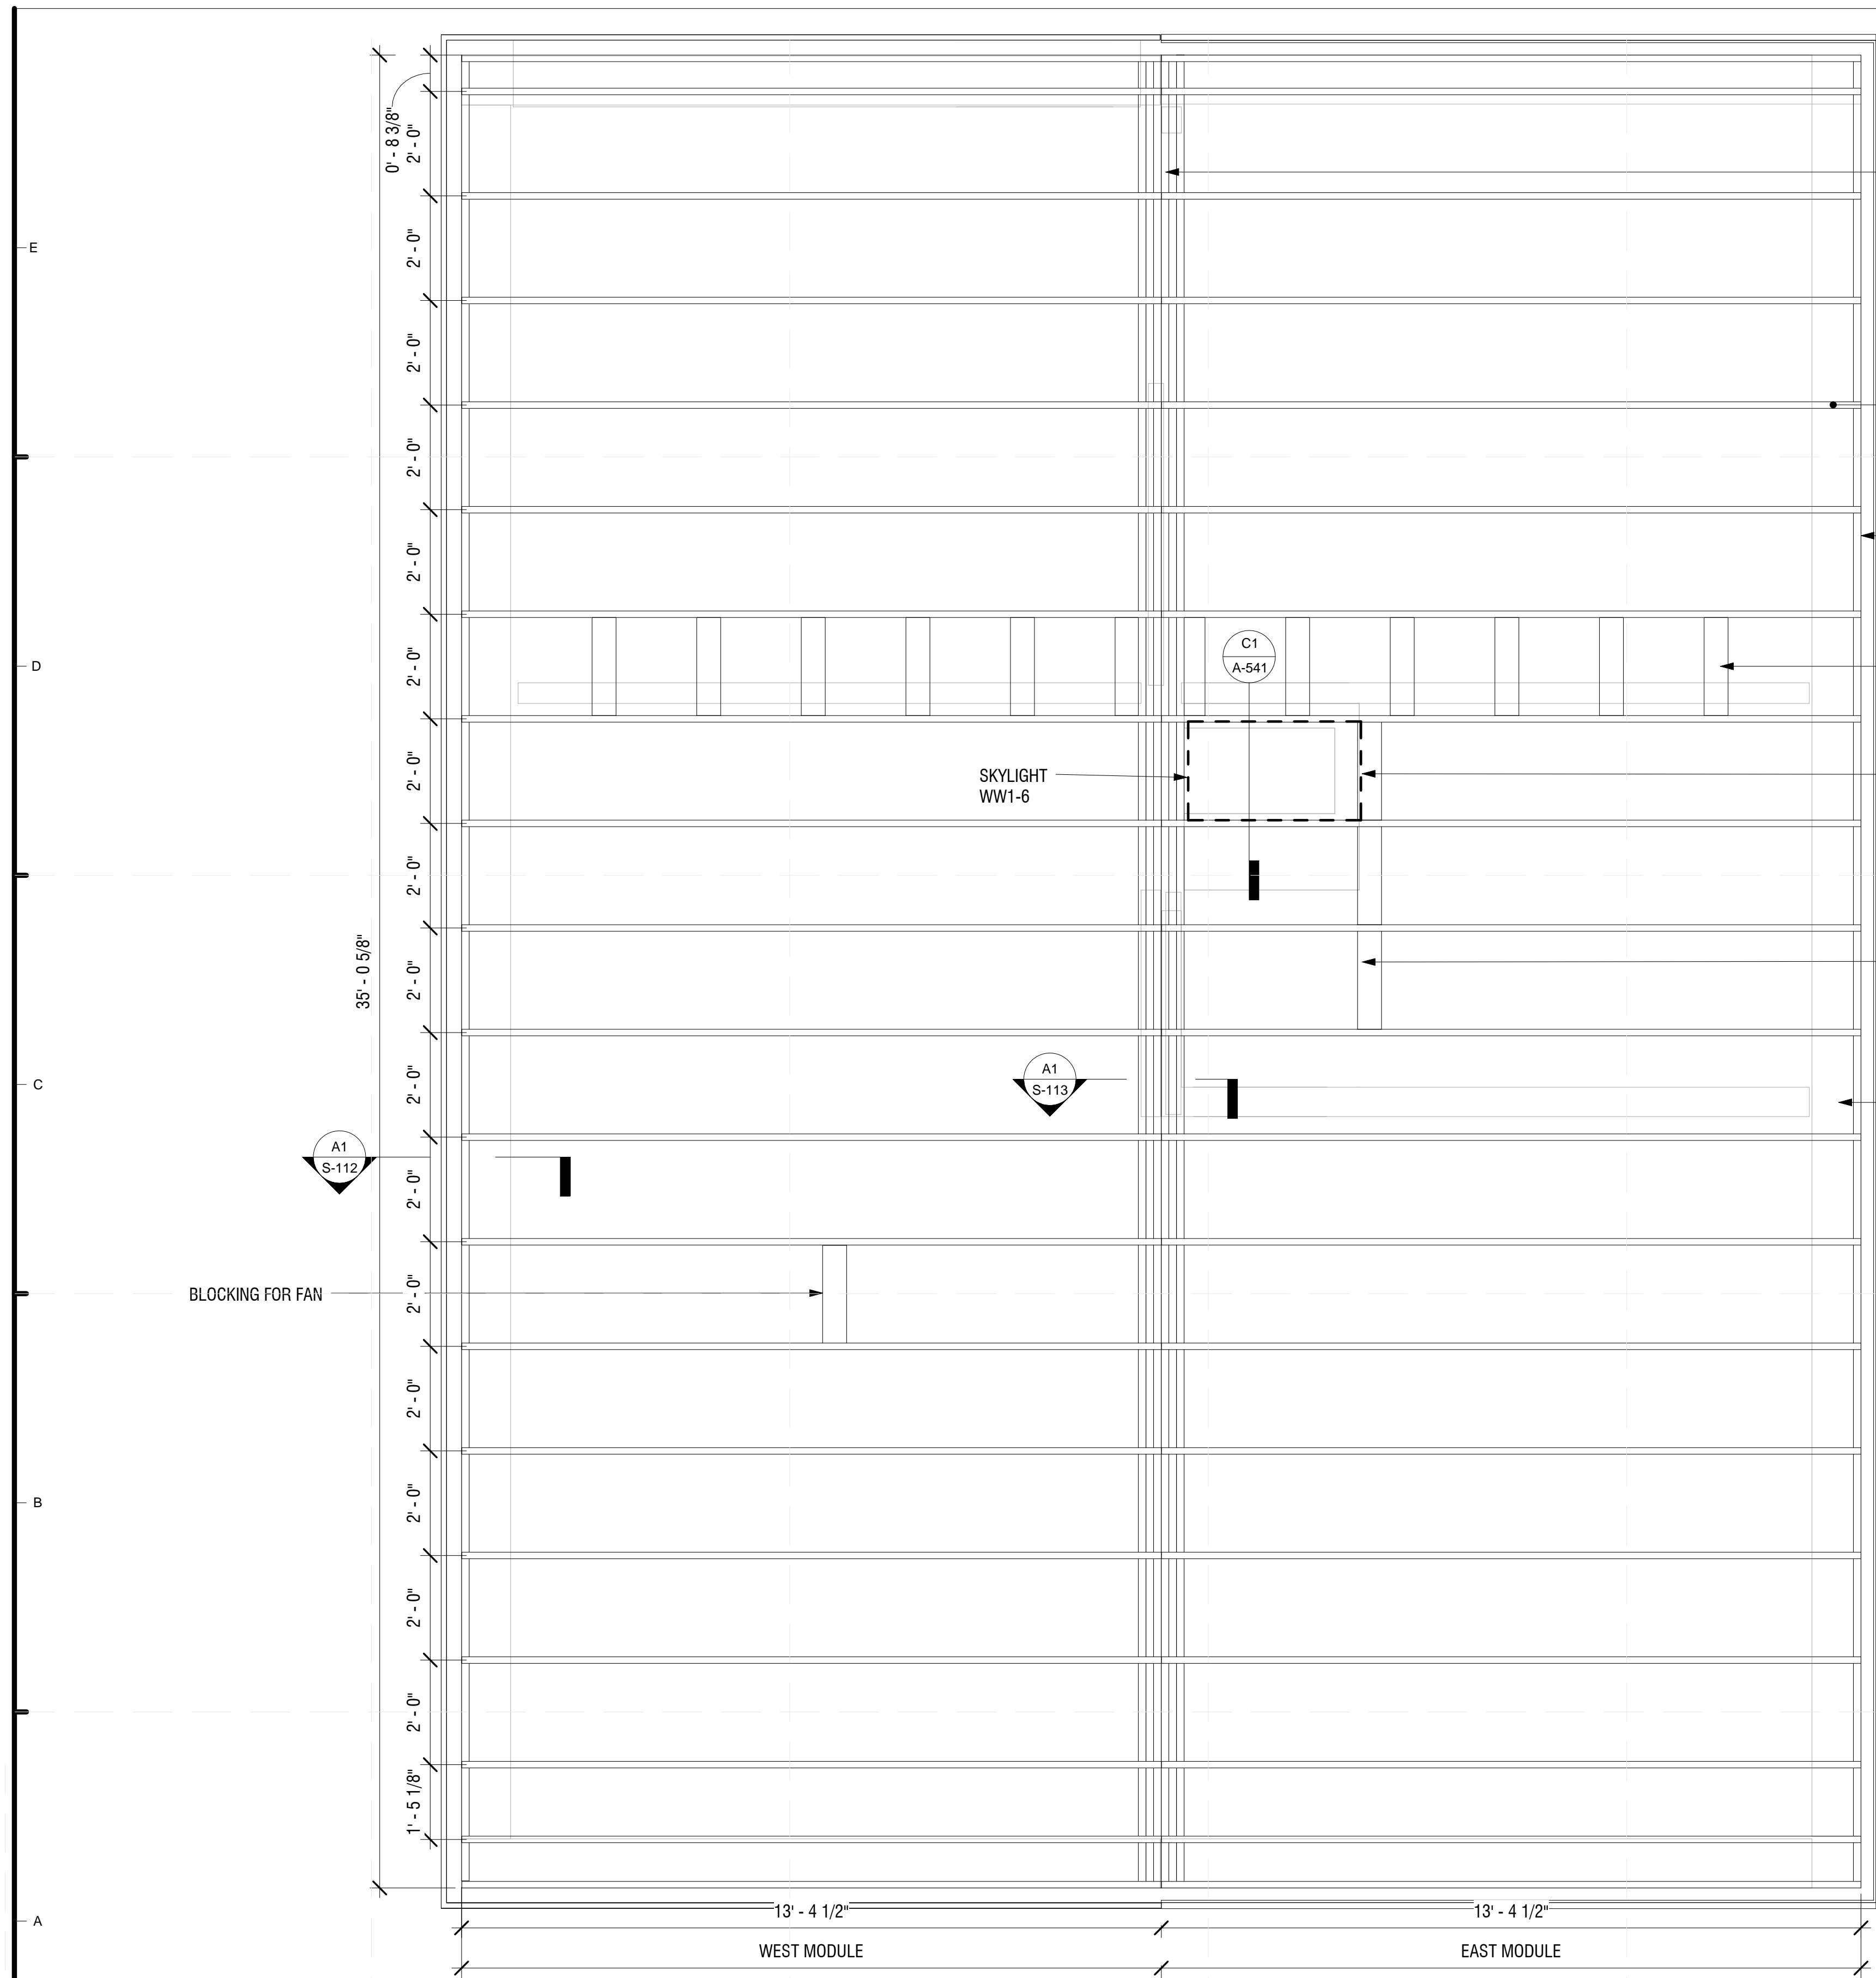 0' - 8 3/8"
2' - 0"
E
2' - 0"
2' - 0"
2' - 0"
2' - 0"
C1
A-541
D
2' - 0"
2' - 0"
SKYLIGHT
WW1-6
2' - 0"
35' - 0 5/8"
2' - 0"
A1
S-113
C
2' - 0"
A1
S-112
2' - 0"
BLOCKING FOR FAN
2' - 0"
2' - 0"
B
2' - 0"
2' - 0"
2' - 0"
1' - 5 1/8"
A
13' - 4 1/2"
13' - 4 1/2"
WEST MODULE
EAST MODULE